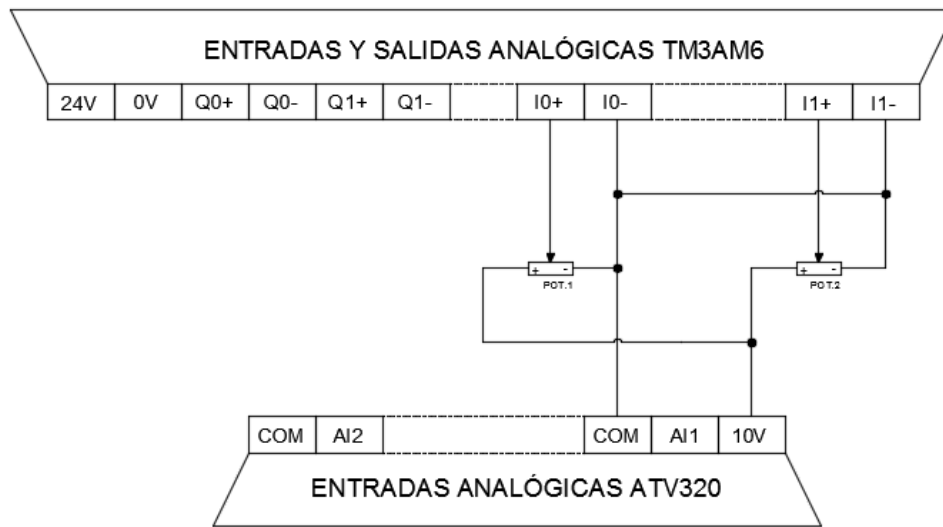 ENTRADAS Y SALIDAS ANALÓGICAS TM3AM6
24V 0V Q0+ Q0- Q1+ Q1- I0+ I0- I1+ I1-
+ - + -
POT.1 POT.2
COM AI2 COM AI1 10V
ENTRADAS ANALÓGICAS ATV320